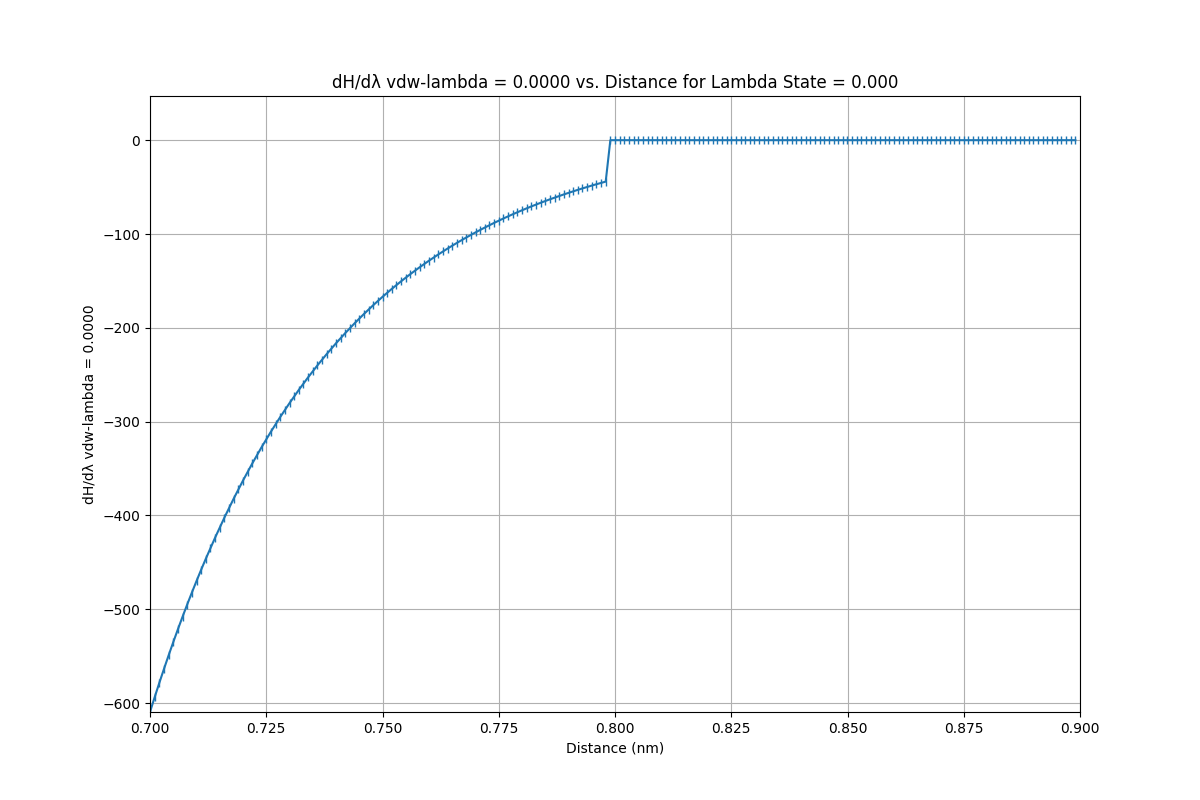 dH/dλ vdw-lambda = 0.0000 vs. Distance for Lambda State = 0.000
dH/dλ vdw-lambda = 0.0000
0
−100
−200
−300
−400
−500
−600
0.700 0.725 0.750 0.775 0.800 0.825 0.850 0.875 0.900
Distance (nm)